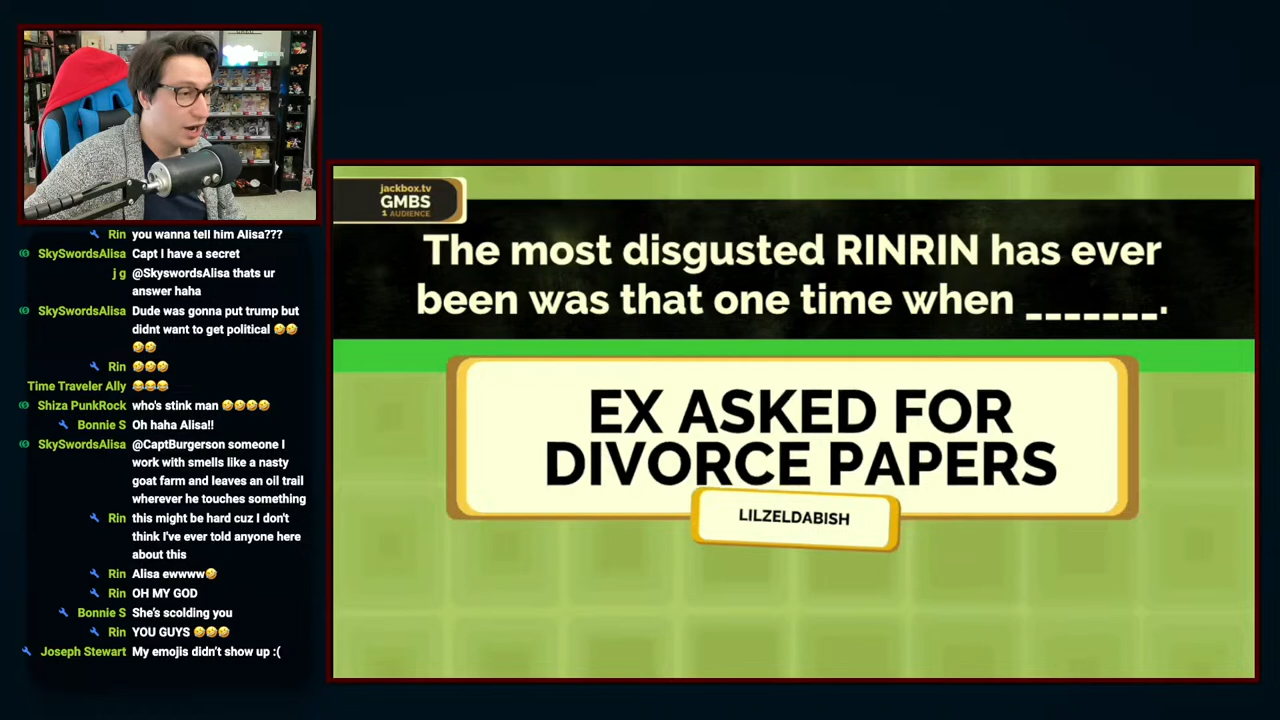 Rin you wanna tell him Alisa???
SkySwordsAlisa Capt I have a secret
j g @SkyswordsAlisa thats ur
answer haha
SkySwordsAlisa Dude was gonna put trump but
didnt want to get political 🤣🤣
🤣🤣
Rin 🤣🤣🤣
Time Traveler Ally 😂😂😂
Shiza PunkRock who's stink man 🤣🤣🤣🤣
Bonnie S Oh haha Alisa!!
SkySwordsAlisa @CaptBurgerson someone I
work with smells like a nasty
goat farm and leaves an oil trail
wherever he touches something
Rin this might be hard cuz I don't
think I've ever told anyone here
about this
Rin Alisa ewwww🤣
Rin OH MY GOD
Bonnie S She's scolding you
Rin YOU GUYS 🤣🤣🤣
Joseph Stewart My emojis didn't show up :(
jackbox.tv
GMBS
1 AUDIENCE
The most disgusted RINRIN has ever
been was that one time when _______.
EX ASKED FOR
DIVORCE PAPERS
LILZELDABISH